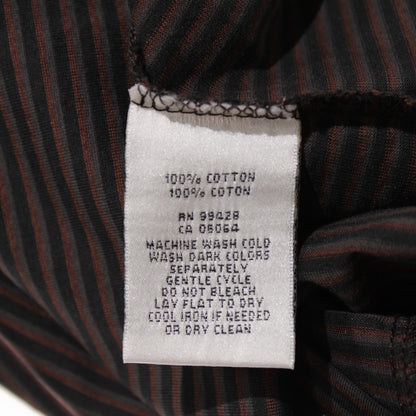 100% COTTON
100% COTON
RN 99428
CA 08064
MACHINE WASH COLD
WASH DARK COLORS
SEPARATELY
GENTLE CYCLE
DO NOT BLEACH
LAY FLAT TO DRY
COOL IRON IF NEEDED
OR DRY CLEAN